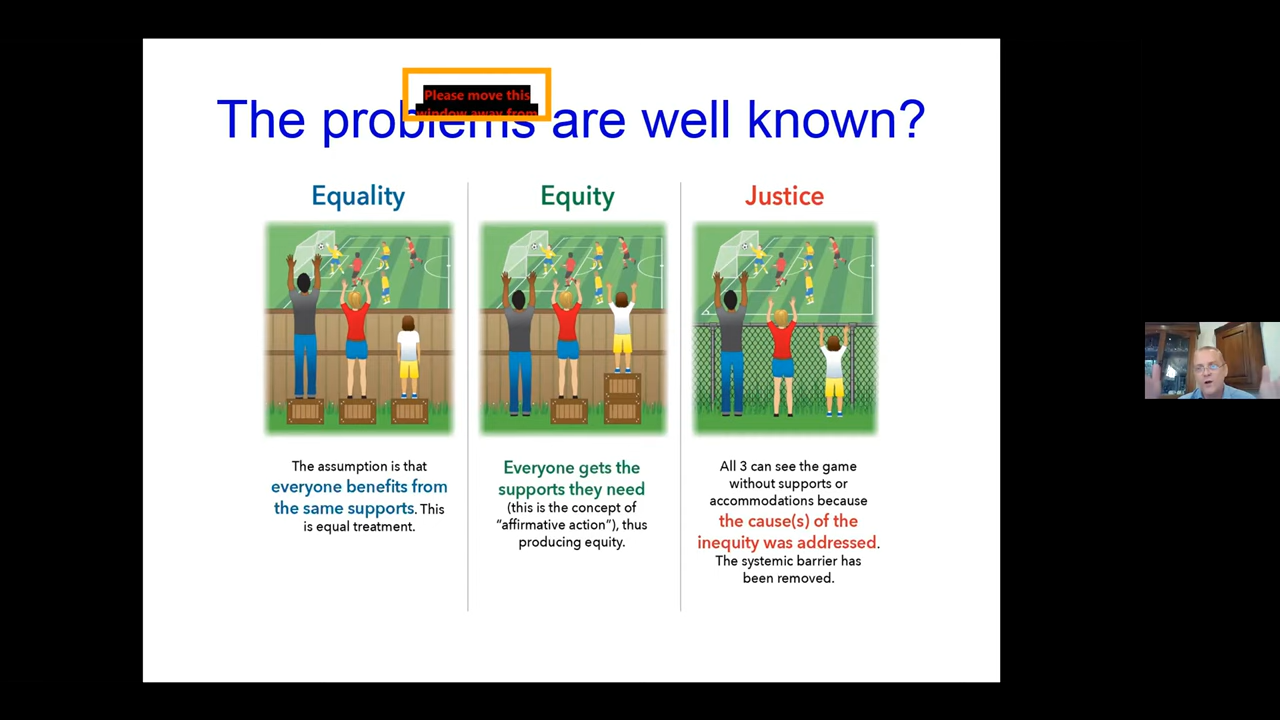 Please move this
window away from
The problems are well known?
Equality
Equity
Justice
The assumption is that
everyone benefits from
the same supports. This
is equal treatment.
Everyone gets the
supports they need
(this is the concept of
“affirmative action”), thus
producing equity.
All 3 can see the game
without supports or
accommodations because
the cause(s) of the
inequity was addressed.
The systemic barrier has
been removed.